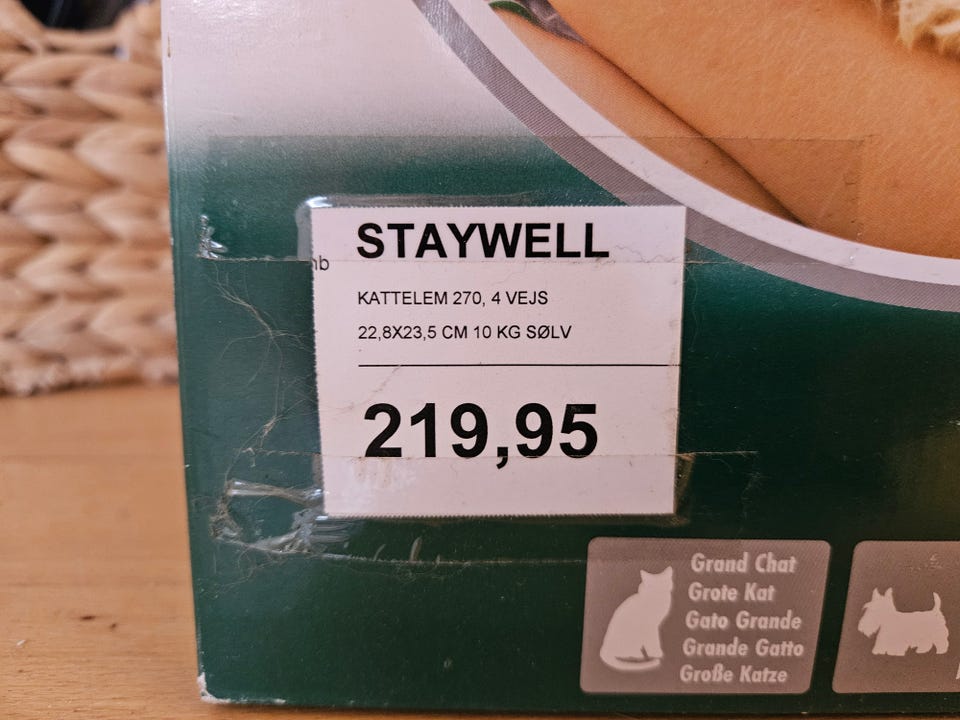 STAYWELL
nb
KATTELEM 270, 4 VEJS
22,8X23,5 CM 10 KG SØLV
219,95
Grand Chat
Grote Kat
Gato Grande
Grande Gatto
Große Katze